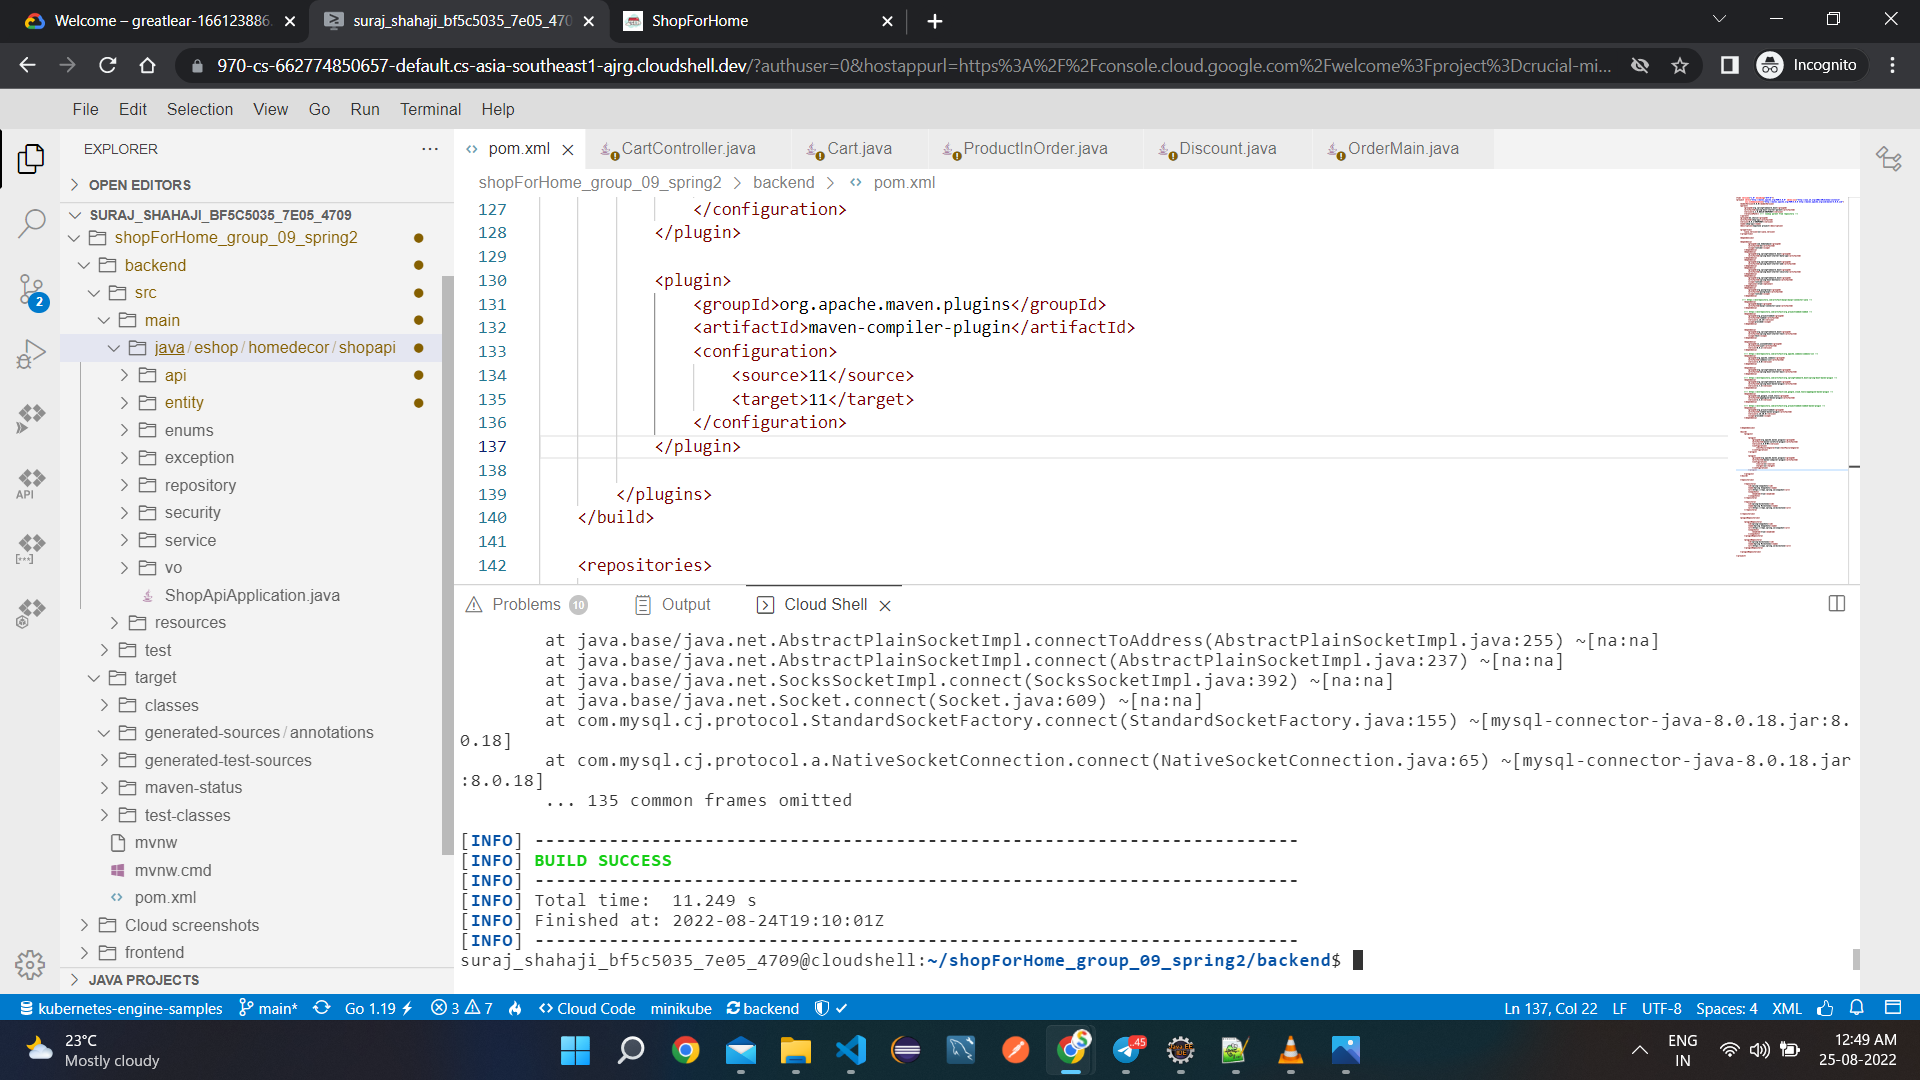 Welcome – greatlear-166123886.
suraj_shahaji_bf5c5035_7e05_470
ShopForHome
970-cs-662774850657-default.cs-asia-southeast1-ajrg.cloudshell.dev/?authuser=0&hostappurl=https%3A%2F%2Fconsole.cloud.google.com%2Fwelcome%3Fproject%3Dcrucial-mi...
Incognito
File Edit Selection View Go Run Terminal Help
EXPLORER
OPEN EDITORS
SURAJ_SHAHAJI_BF5C5035_7E05_4709
shopForHome_group_09_spring2
backend
src
main
java/eshop/homedecor/shopapi
api
entity
enums
exception
repository
security
service
vo
ShopApiApplication.java
resources
test
target
classes
generated-sources/annotations
generated-test-sources
maven-status
test-classes
mvnw
mvnw.cmd
pom.xml
Cloud screenshots
frontend
JAVA PROJECTS
2
API
pom.xml CartController.java Cart.java ProductInOrder.java Discount.java OrderMain.java
shopForHome_group_09_spring2 > backend > pom.xml
127 </configuration>
128 </plugin>
129
130 <plugin>
131 <groupId>org.apache.maven.plugins</groupId>
132 <artifactId>maven-compiler-plugin</artifactId>
133 <configuration>
134 <source>11</source>
135 <target>11</target>
136 </configuration>
137 </plugin>
138
139 </plugins>
140 </build>
141
142 <repositories>
Problems 10 Output Cloud Shell
at java.base/java.net.AbstractPlainSocketImpl.connectToAddress(AbstractPlainSocketImpl.java:255) ~[na:na]
at java.base/java.net.AbstractPlainSocketImpl.connect(AbstractPlainSocketImpl.java:237) ~[na:na]
at java.base/java.net.SocksSocketImpl.connect(SocksSocketImpl.java:392) ~[na:na]
at java.base/java.net.Socket.connect(Socket.java:609) ~[na:na]
at com.mysql.cj.protocol.StandardSocketFactory.connect(StandardSocketFactory.java:155) ~[mysql-connector-java-8.0.18.jar:8.
0.18]
at com.mysql.cj.protocol.a.NativeSocketConnection.connect(NativeSocketConnection.java:65) ~[mysql-connector-java-8.0.18.jar
:8.0.18]
... 135 common frames omitted
[INFO] ------------------------------------------------------------------------
[INFO] BUILD SUCCESS
[INFO] ------------------------------------------------------------------------
[INFO] Total time:  11.249 s
[INFO] Finished at: 2022-08-24T19:10:01Z
[INFO] ------------------------------------------------------------------------
suraj_shahaji_bf5c5035_7e05_4709@cloudshell:~/shopForHome_group_09_spring2/backend$
kubernetes-engine-samples main* Go 1.19 3 7 Cloud Code minikube backend Ln 137, Col 22 LF UTF-8 Spaces: 4 XML
23°C
Mostly cloudy
45
ENG
IN
12:49 AM
25-08-2022